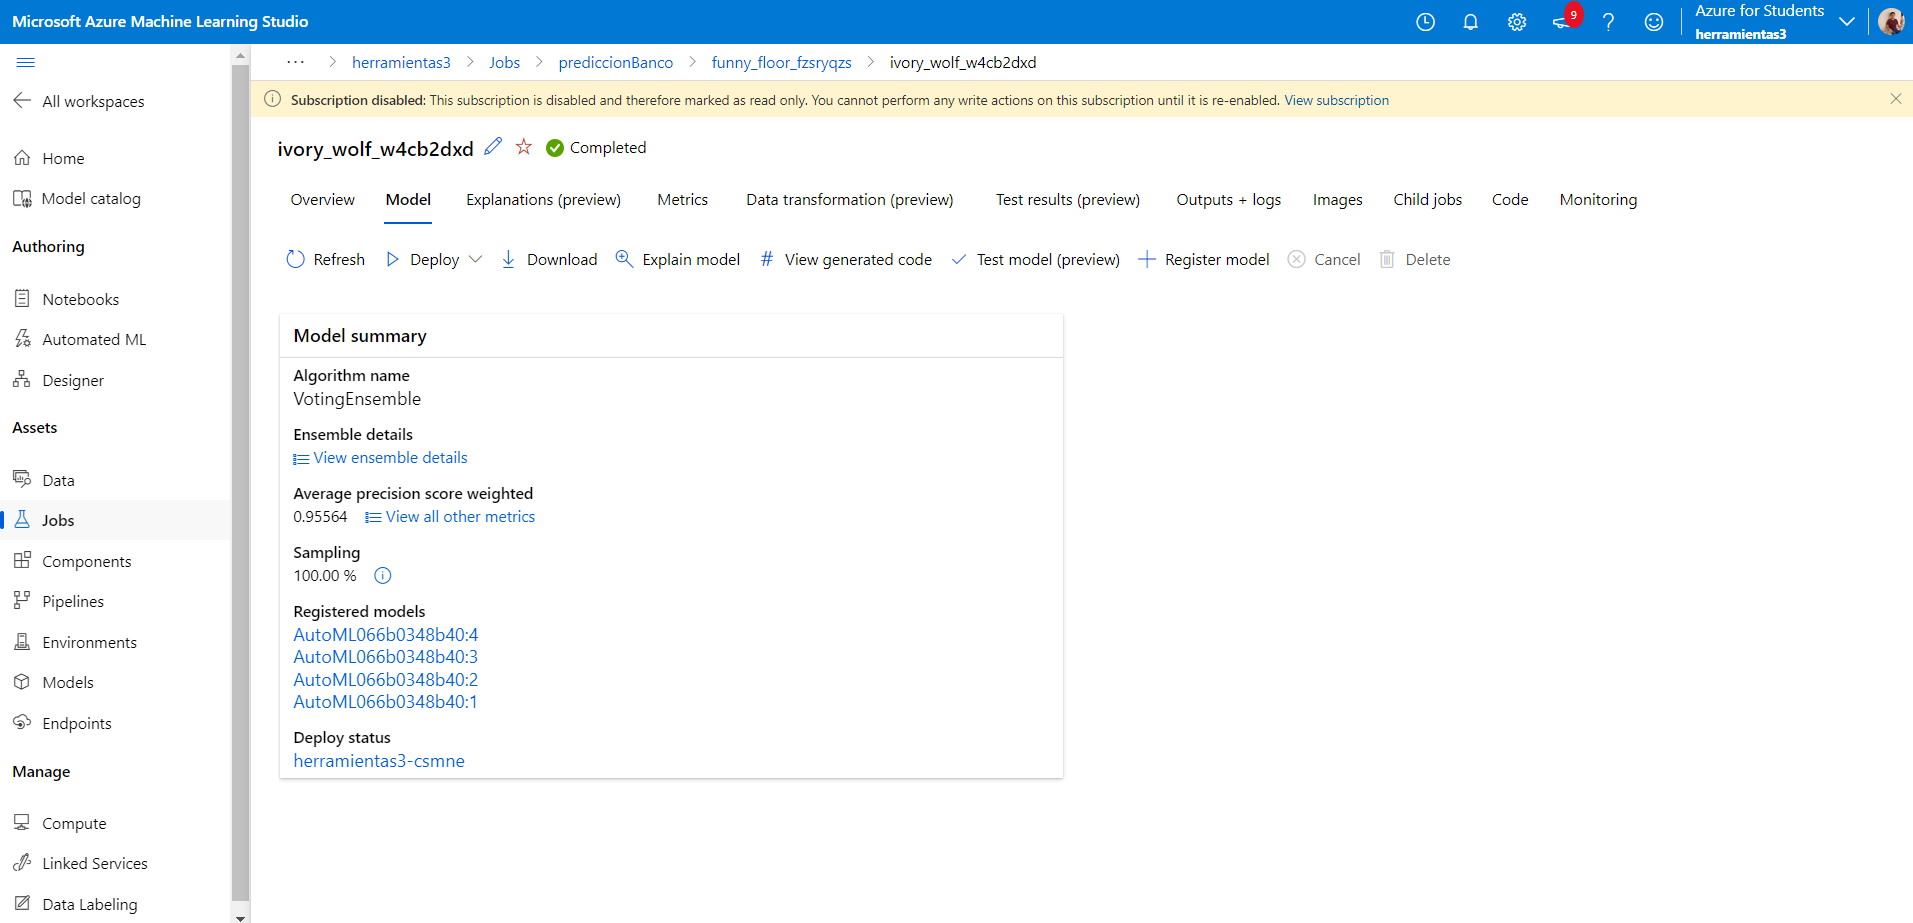 Microsoft Azure Machine Learning Studio
9
Azure for Students
herramientas3
All workspaces
Home
Model catalog
Authoring
Notebooks
Automated ML
Designer
Assets
Data
Jobs
Components
Pipelines
Environments
Models
Endpoints
Manage
Compute
Linked Services
Data Labeling
... > herramientas3 > Jobs > prediccionBanco > funny_floor_fzsryqzs > ivory_wolf_w4cb2dxd
Subscription disabled: This subscription is disabled and therefore marked as read only. You cannot perform any write actions on this subscription until it is re-enabled. View subscription
ivory_wolf_w4cb2dxd Completed
Overview Model Explanations (preview) Metrics Data transformation (preview) Test results (preview) Outputs + logs Images Child jobs Code Monitoring
Refresh Deploy Download Explain model # View generated code Test model (preview) Register model Cancel Delete
Model summary
Algorithm name
VotingEnsemble
Ensemble details
View ensemble details
Average precision score weighted
0.95564 View all other metrics
Sampling
100.00 %
Registered models
AutoML066b0348b40:4
AutoML066b0348b40:3
AutoML066b0348b40:2
AutoML066b0348b40:1
Deploy status
herramientas3-csmne